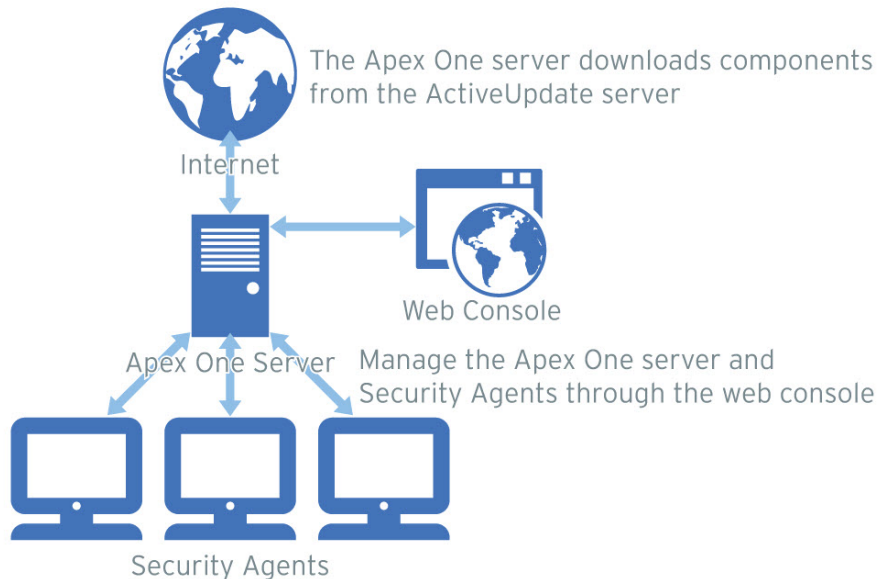 The Apex One server downloads components
from the ActiveUpdate server
Internet
Web Console
Apex One Server
Manage the Apex One server and
Security Agents through the web console
Security Agents